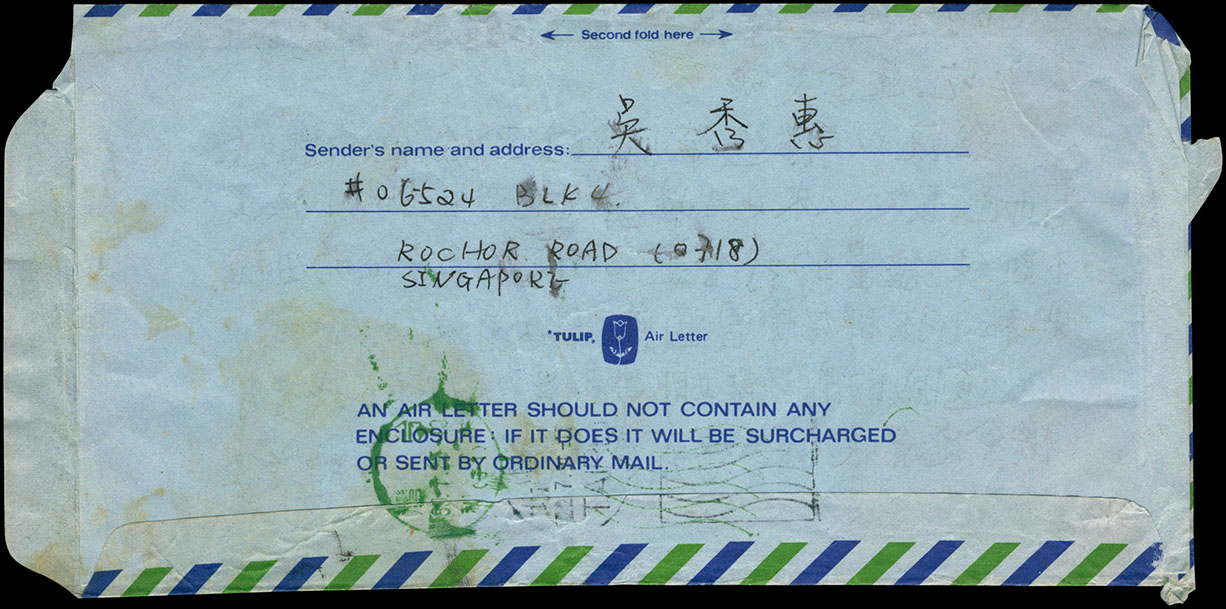 ← Second fold here →
吳 秀 惠
Sender's name and address:
#06524 BLK4.
ROCHOR ROAD (0718)
SINGAPORE
*TULIP. Air Letter
AN AIR LETTER SHOULD NOT CONTAIN ANY
ENCLOSURE: IF IT DOES IT WILL BE SURCHARGED
OR SENT BY ORDINARY MAIL.